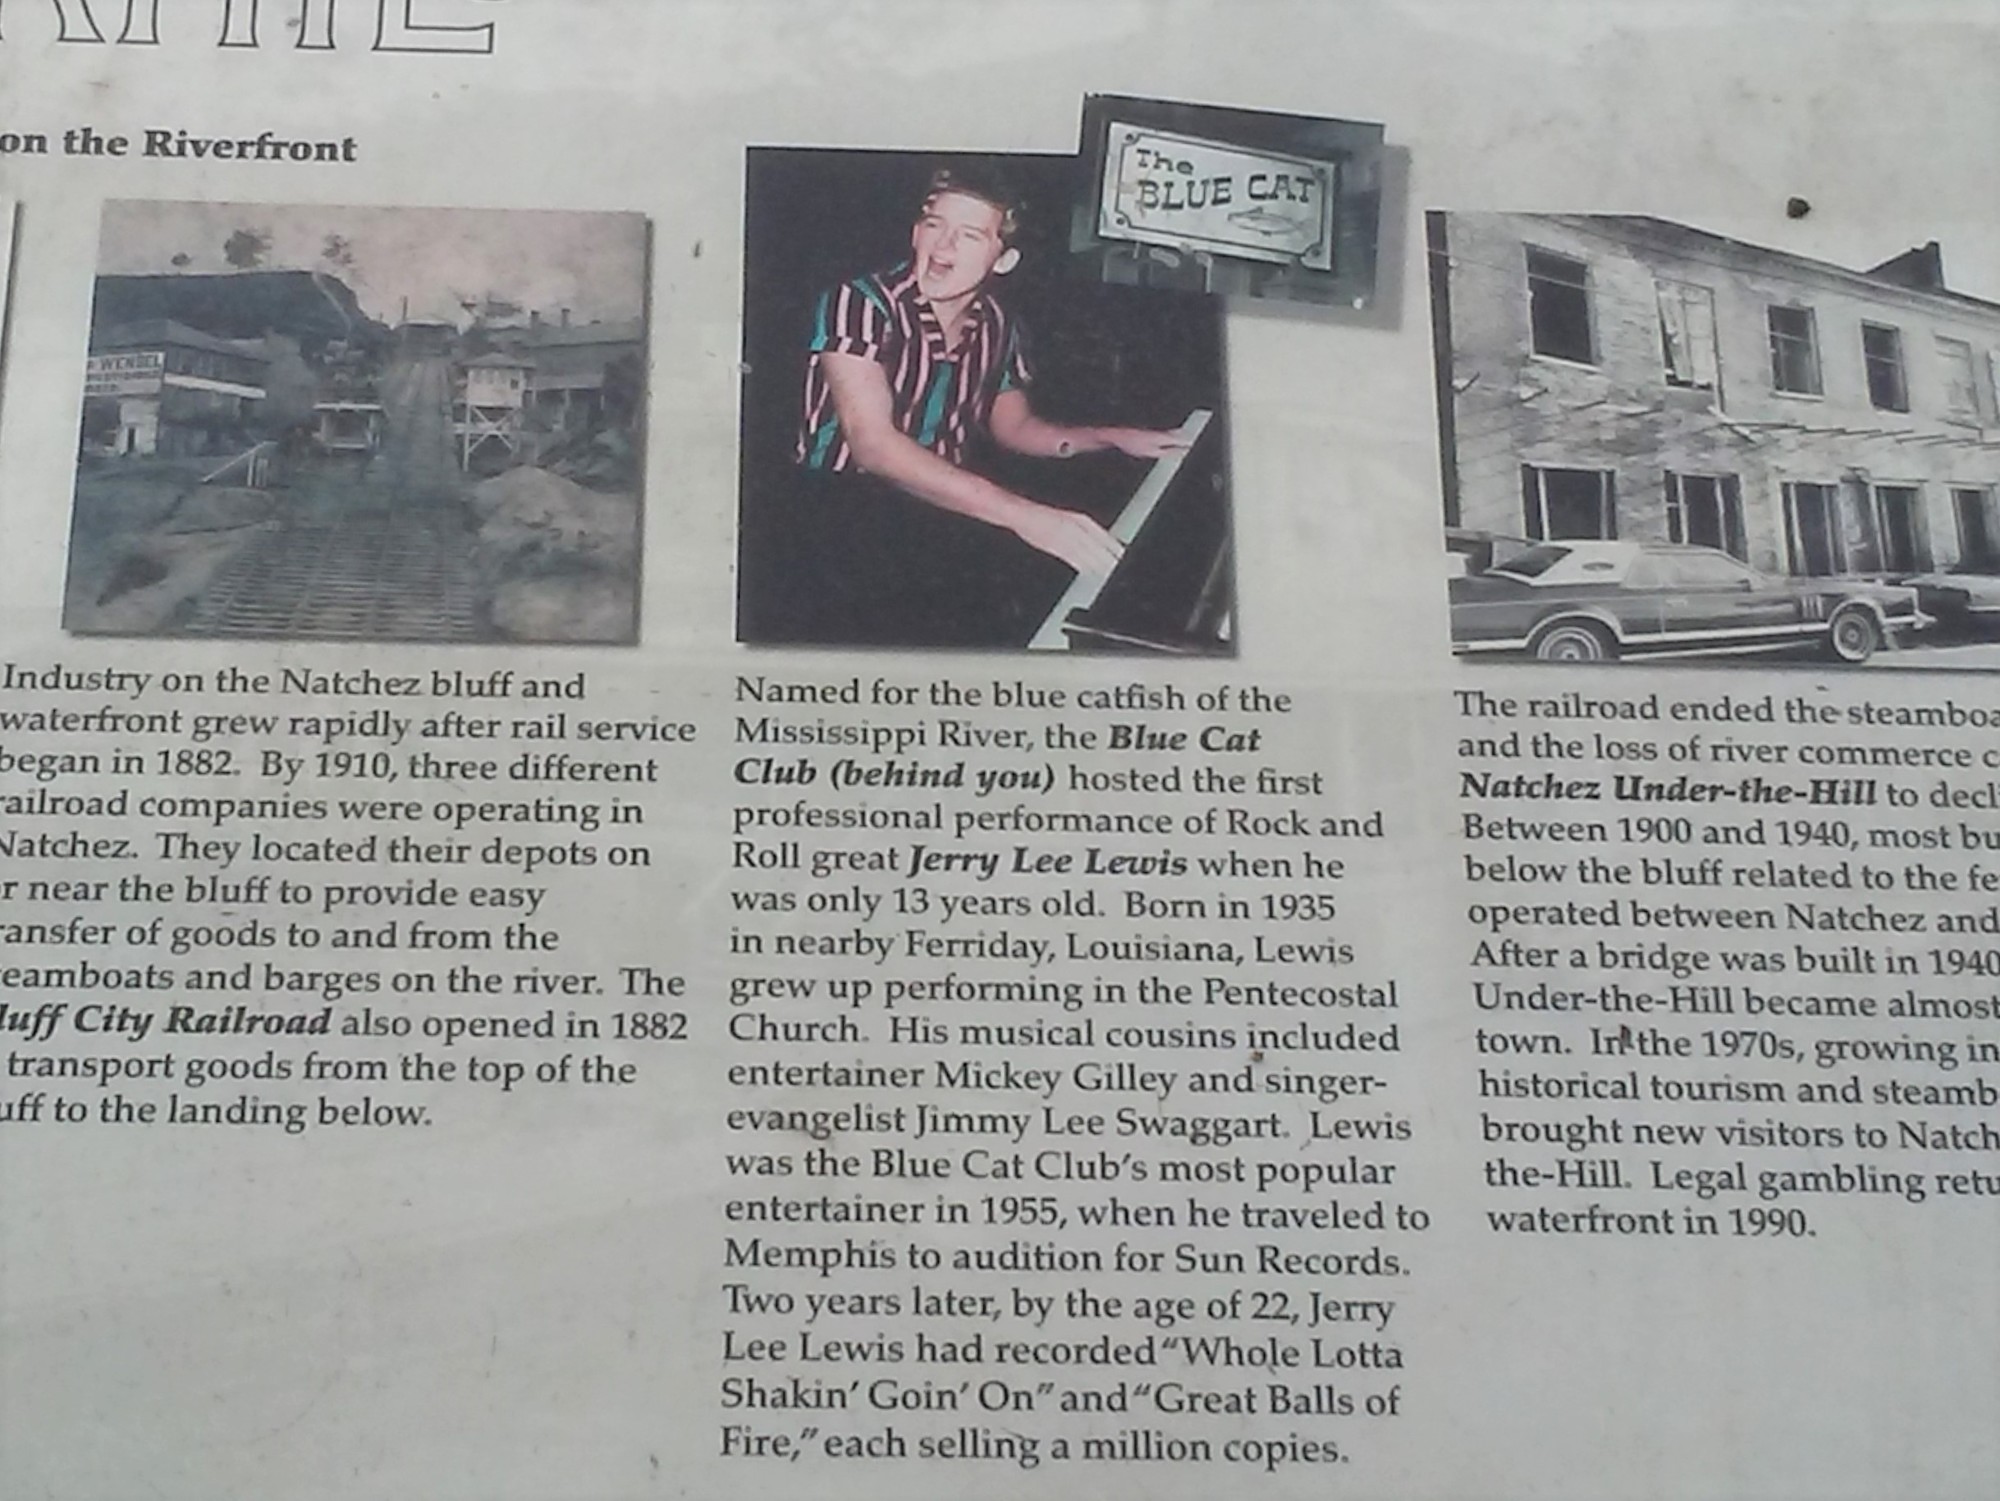 on the Riverfront
WENDEL
The
BLUE CAT
Industry on the Natchez bluff and
waterfront grew rapidly after rail service
began in 1882. By 1910, three different
railroad companies were operating in
Natchez. They located their depots on
r near the bluff to provide easy
ransfer of goods to and from the
eamboats and barges on the river. The
luff City Railroad also opened in 1882
transport goods from the top of the
uff to the landing below.
Named for the blue catfish of the
Mississippi River, the Blue Cat
Club (behind you) hosted the first
professional performance of Rock and
Roll great Jerry Lee Lewis when he
was only 13 years old. Born in 1935
in nearby Ferriday, Louisiana, Lewis
grew up performing in the Pentecostal
Church. His musical cousins included
entertainer Mickey Gilley and singer-
evangelist Jimmy Lee Swaggart. Lewis
was the Blue Cat Club's most popular
entertainer in 1955, when he traveled to
Memphis to audition for Sun Records.
Two years later, by the age of 22, Jerry
Lee Lewis had recorded "Whole Lotta
Shakin' Goin' On" and "Great Balls of
Fire," each selling a million copies.
The railroad ended the steamboa
and the loss of river commerce c
Natchez Under-the-Hill to decli
Between 1900 and 1940, most bu
below the bluff related to the fe
operated between Natchez and
After a bridge was built in 1940
Under-the-Hill became almost
town. In the 1970s, growing in
historical tourism and steamb
brought new visitors to Natch
the-Hill. Legal gambling retu
waterfront in 1990.